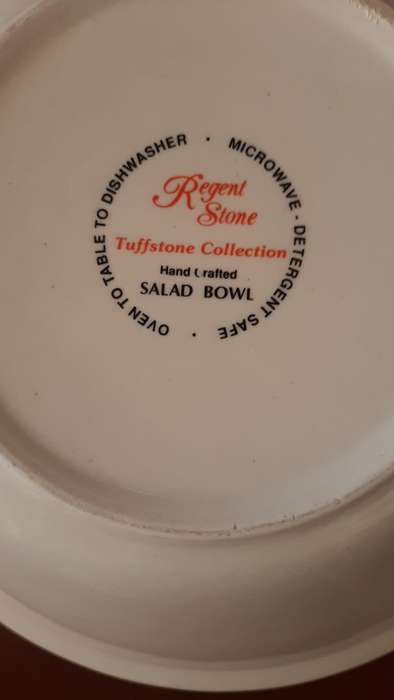 OVEN TO TABLE TO DISHWASHER · MICROWAVE - DETERGENT SAFE ·
Regent
Stone
Tuffstone Collection
Hand Crafted
SALAD BOWL